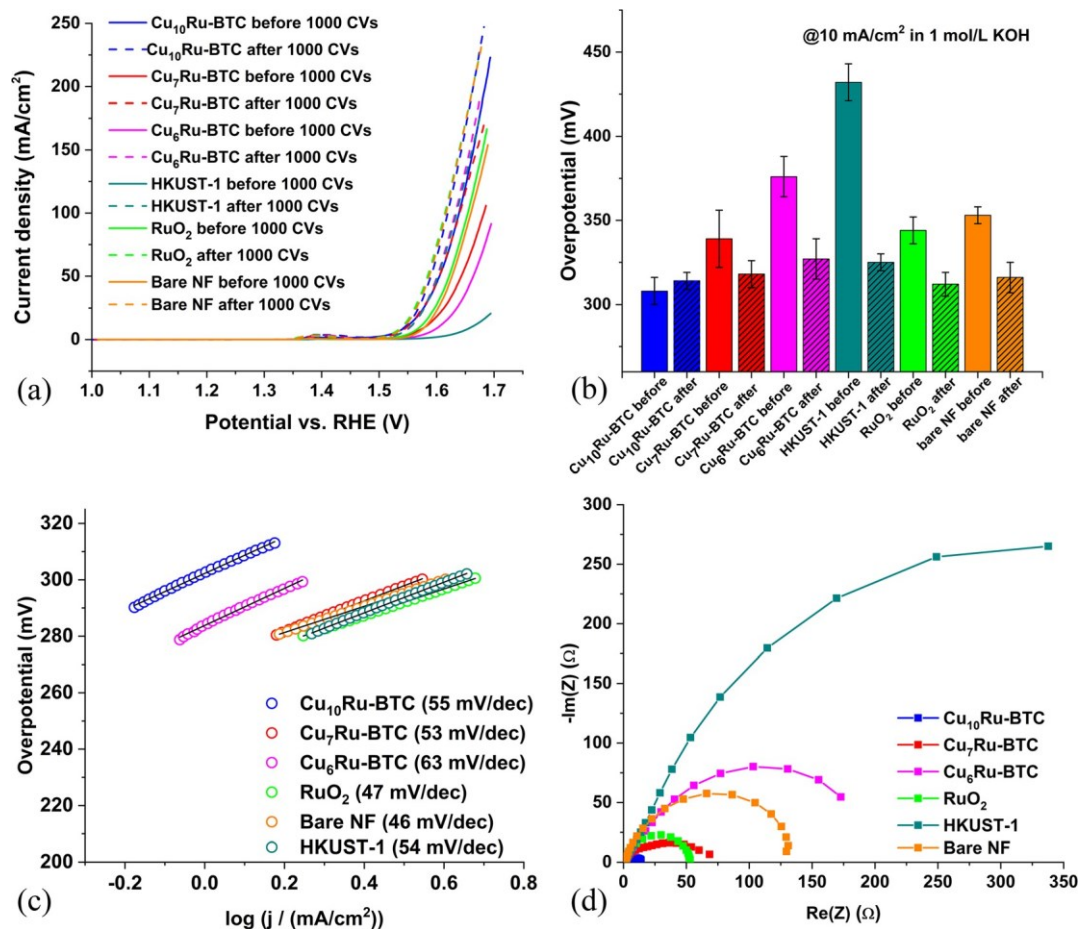 250
200
150
100
50
0
Current density (mA/cm²)
Cu₁₀Ru-BTC before 1000 CVs
Cu₁₀Ru-BTC after 1000 CVs
Cu₇Ru-BTC before 1000 CVs
Cu₇Ru-BTC after 1000 CVs
Cu₆Ru-BTC before 1000 CVs
Cu₆Ru-BTC after 1000 CVs
HKUST-1 before 1000 CVs
HKUST-1 after 1000 CVs
RuO₂ before 1000 CVs
RuO₂ after 1000 CVs
Bare NF before 1000 CVs
Bare NF after 1000 CVs
1.0 1.1 1.2 1.3 1.4 1.5 1.6 1.7
Potential vs. RHE (V)
(a)
@10 mA/cm² in 1 mol/L KOH
450
400
350
300
Overpotential (mV)
Cu₁₀Ru-BTC before
Cu₁₀Ru-BTC after
Cu₇Ru-BTC before
Cu₇Ru-BTC after
Cu₆Ru-BTC before
Cu₆Ru-BTC after
HKUST-1 before
HKUST-1 after
RuO₂ before
RuO₂ after
bare NF before
bare NF after
(b)
320
300
280
260
240
220
200
Overpotential (mV)
Cu₁₀Ru-BTC (55 mV/dec)
Cu₇Ru-BTC (53 mV/dec)
Cu₆Ru-BTC (63 mV/dec)
RuO₂ (47 mV/dec)
Bare NF (46 mV/dec)
HKUST-1 (54 mV/dec)
-0.2 0.0 0.2 0.4 0.6 0.8
log (j / (mA/cm²))
(c)
300
250
200
150
100
50
0
-Im(Z) (Ω)
Cu₁₀Ru-BTC
Cu₇Ru-BTC
Cu₆Ru-BTC
RuO₂
HKUST-1
Bare NF
0 50 100 150 200 250 300 350
Re(Z) (Ω)
(d)